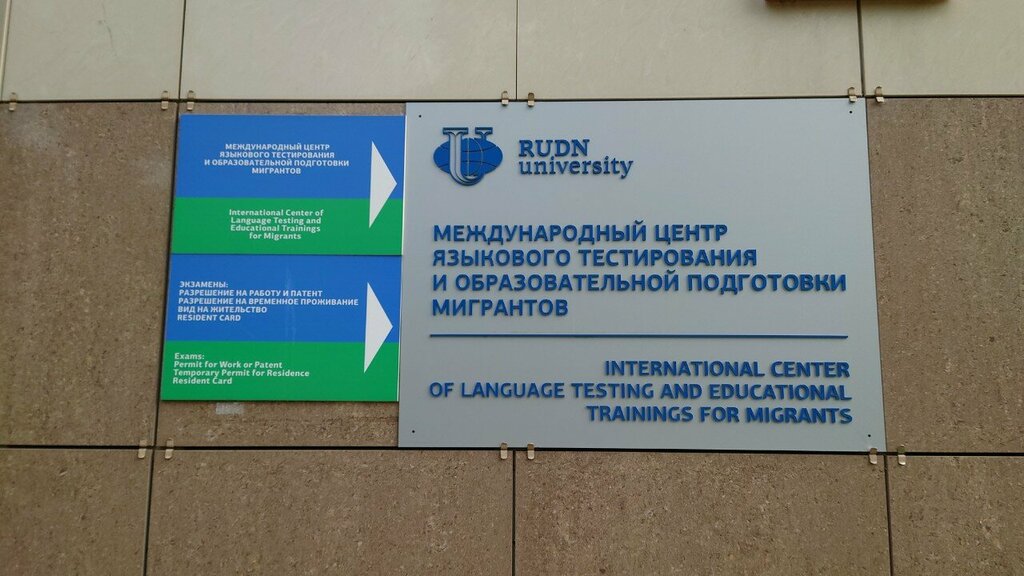 МЕЖДУНАРОДНЫЙ ЦЕНТР
ЯЗЫКОВОГО ТЕСТИРОВАНИЯ
И ОБРАЗОВАТЕЛЬНОЙ ПОДГОТОВКИ
МИГРАНТОВ
International Center of
Language Testing and
Educational Trainings
for Migrants
ЭКЗАМЕНЫ:
РАЗРЕШЕНИЕ НА РАБОТУ И ПАТЕНТ
РАЗРЕШЕНИЕ НА ВРЕМЕННОЕ ПРОЖИВАНИЕ
ВИД НА ЖИТЕЛЬСТВО
RESIDENT CARD
Exams:
Permit for Work or Patent
Temporary Permit for Residence
Resident Card
RUDN
university
МЕЖДУНАРОДНЫЙ ЦЕНТР
ЯЗЫКОВОГО ТЕСТИРОВАНИЯ
И ОБРАЗОВАТЕЛЬНОЙ ПОДГОТОВКИ
МИГРАНТОВ
INTERNATIONAL CENTER
OF LANGUAGE TESTING AND EDUCATIONAL
TRAININGS FOR MIGRANTS